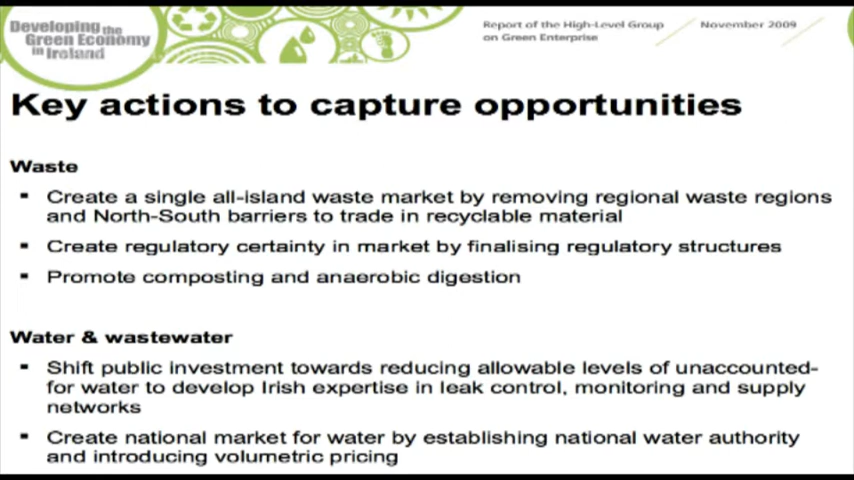 Developing the
Green Economy
in Ireland
Report of the High-Level Group
on Green Enterprise
November 2009
Key actions to capture opportunities
Waste
▪ Create a single all-island waste market by removing regional waste regions
and North-South barriers to trade in recyclable material
▪ Create regulatory certainty in market by finalising regulatory structures
▪ Promote composting and anaerobic digestion
Water & wastewater
▪ Shift public investment towards reducing allowable levels of unaccounted-
for water to develop Irish expertise in leak control, monitoring and supply
networks
▪ Create national market for water by establishing national water authority
and introducing volumetric pricing